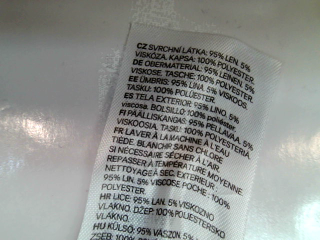 CZ SVRCHNÍ LÁTKA: 95% LEN, 5%
VISKÓZA, KAPSA: 100% POLYESTER.
DE OBERMATERIAL: 95% LEINEN, 5%
VISKOSE, TASCHE: 100% POLYESTER.
EE ÜMBRIS: 95% LINA, 5% VISKOOS.
TASKU: 100% POLÜESTER.
ES TELA EXTERIOR: 95% LINO, 5%
viscosa. BOLSILLO: 100% poliéster.
FI PÄÄLLISKANGAS: 95% PELLAVA, 5%
VISKOOSIA, TASKU: 100% POLYESTER.
FR LAVER À LA MACHINE À L'EAU
TIÈDE. BLANCHIR SANS CHLORE
SI NÉCESSAIRE SÉCHER À L'AIR
REPASSER À TEMPÉRATURE MOYENNE
NETTOYAGE À SEC. EXTERIEUR:
95% LIN. 5% VISCOSE POCHE: 100%
POLYESTER.
HR LICE: 95% LAN, 5% VISKOZNO
VLAKNO. DŽEP 100% POLIESTERSKO
VLAKNO.
HU KÜLSŐ: 95% VÁSZON, 5%
ZSEB: 100%